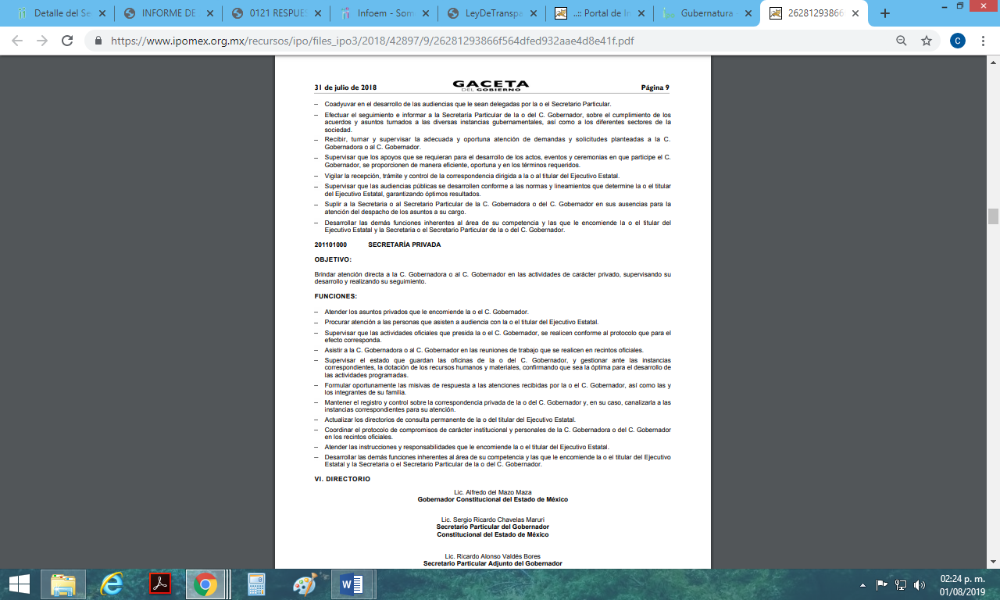 Detalle del Se
INFORME DE
0121 RESPUES
Infoem - Som
LeyDeTranspa
..:: Portal de In
Gubernatura
26281293866
https://www.ipomex.org.mx/recursos/ipo/files_ipo3/2018/42897/9/26281293866f564dfed932aae4d8e41f.pdf
C
31 de julio de 2018
GACETA
DEL GOBIERNO
Página 9
– Coadyuvar en el desarrollo de las audiencias que le sean delegadas por la o el Secretario Particular.
– Efectuar el seguimiento e informar a la Secretaría Particular de la o del C. Gobernador, sobre el cumplimiento de los
acuerdos y asuntos turnados a las diversas instancias gubernamentales, así como a los diferentes sectores de la
sociedad.
– Recibir, turnar y supervisar la adecuada y oportuna atención de demandas y solicitudes planteadas a la C.
Gobernadora o al C. Gobernador.
– Supervisar que los apoyos que se requieran para el desarrollo de los actos, eventos y ceremonias en que participe el C.
Gobernador, se proporcionen de manera eficiente, oportuna y en los términos requeridos.
– Vigilar la recepción, trámite y control de la correspondencia dirigida a la o al titular del Ejecutivo Estatal.
– Supervisar que las audiencias públicas se desarrollen conforme a las normas y lineamientos que determine la o el titular
del Ejecutivo Estatal, garantizando óptimos resultados.
– Suplir a la Secretaria o al Secretario Particular de la C. Gobernadora o del C. Gobernador en sus ausencias para la
atención del despacho de los asuntos a su cargo.
– Desarrollar las demás funciones inherentes al área de su competencia y las que le encomiende la o el titular del
Ejecutivo Estatal y la Secretaria o el Secretario Particular de la o del C. Gobernador.
201101000 SECRETARÍA PRIVADA
OBJETIVO:
Brindar atención directa a la C. Gobernadora o al C. Gobernador en las actividades de carácter privado, supervisando su
desarrollo y realizando su seguimiento.
FUNCIONES:
– Atender los asuntos privados que le encomiende la o el C. Gobernador.
– Procurar atención a las personas que asisten a audiencia con la o el titular del Ejecutivo Estatal.
– Supervisar que las actividades oficiales que presida la o el C. Gobernador, se realicen conforme al protocolo que para el
efecto corresponda.
– Asistir a la C. Gobernadora o al C. Gobernador en las reuniones de trabajo que se realicen en recintos oficiales.
– Supervisar el estado que guardan las oficinas de la o del C. Gobernador, y gestionar ante las instancias
correspondientes, la dotación de los recursos humanos y materiales, confirmando que sea la óptima para el desarrollo de
las actividades programadas.
– Formular oportunamente las misivas de respuesta a las atenciones recibidas por la o el C. Gobernador, así como las y
los integrantes de su familia.
– Mantener el registro y control sobre la correspondencia privada de la o del C. Gobernador y, en su caso, canalizarla a las
instancias correspondientes para su atención.
– Actualizar los directorios de consulta permanente de la o del titular del Ejecutivo Estatal.
– Coordinar el protocolo de compromisos de carácter institucional y personales de la C. Gobernadora o del C. Gobernador
en los recintos oficiales.
– Atender las instrucciones y responsabilidades que le encomiende la o el titular del Ejecutivo Estatal.
– Desarrollar las demás funciones inherentes al área de su competencia y las que le encomiende la o el titular del Ejecutivo
Estatal y la Secretaria o el Secretario Particular de la o del C. Gobernador.
VI. DIRECTORIO
Lic. Alfredo del Mazo Maza
Gobernador Constitucional del Estado de México
Lic. Sergio Ricardo Chavelas Maruri
Secretario Particular del Gobernador
Constitucional del Estado de México
Lic. Ricardo Alonso Valdés Bores
Secretario Particular Adjunto del Gobernador
02:24 p. m.
01/08/2019